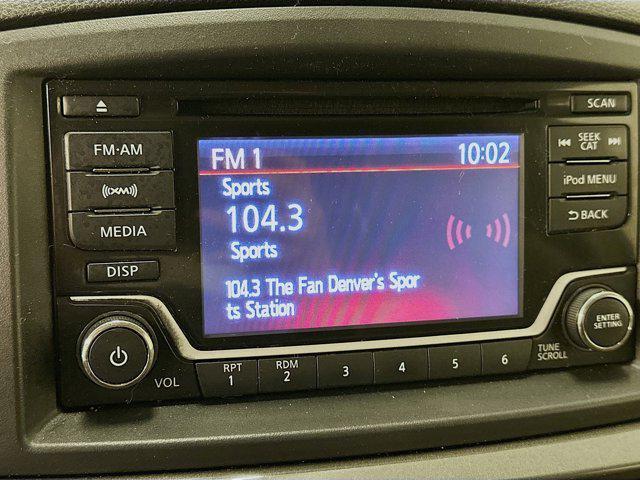 SCAN
FM·AM
SEEK
CAT
(XM)
iPod MENU
MEDIA
BACK
DISP
FM 1 10:02
Sports
104.3
Sports
104.3 The Fan Denver's Spor
ts Station
VOL
RPT
1
RDM
2
3
4
5
6
TUNE
SCROLL
ENTER
SETTING